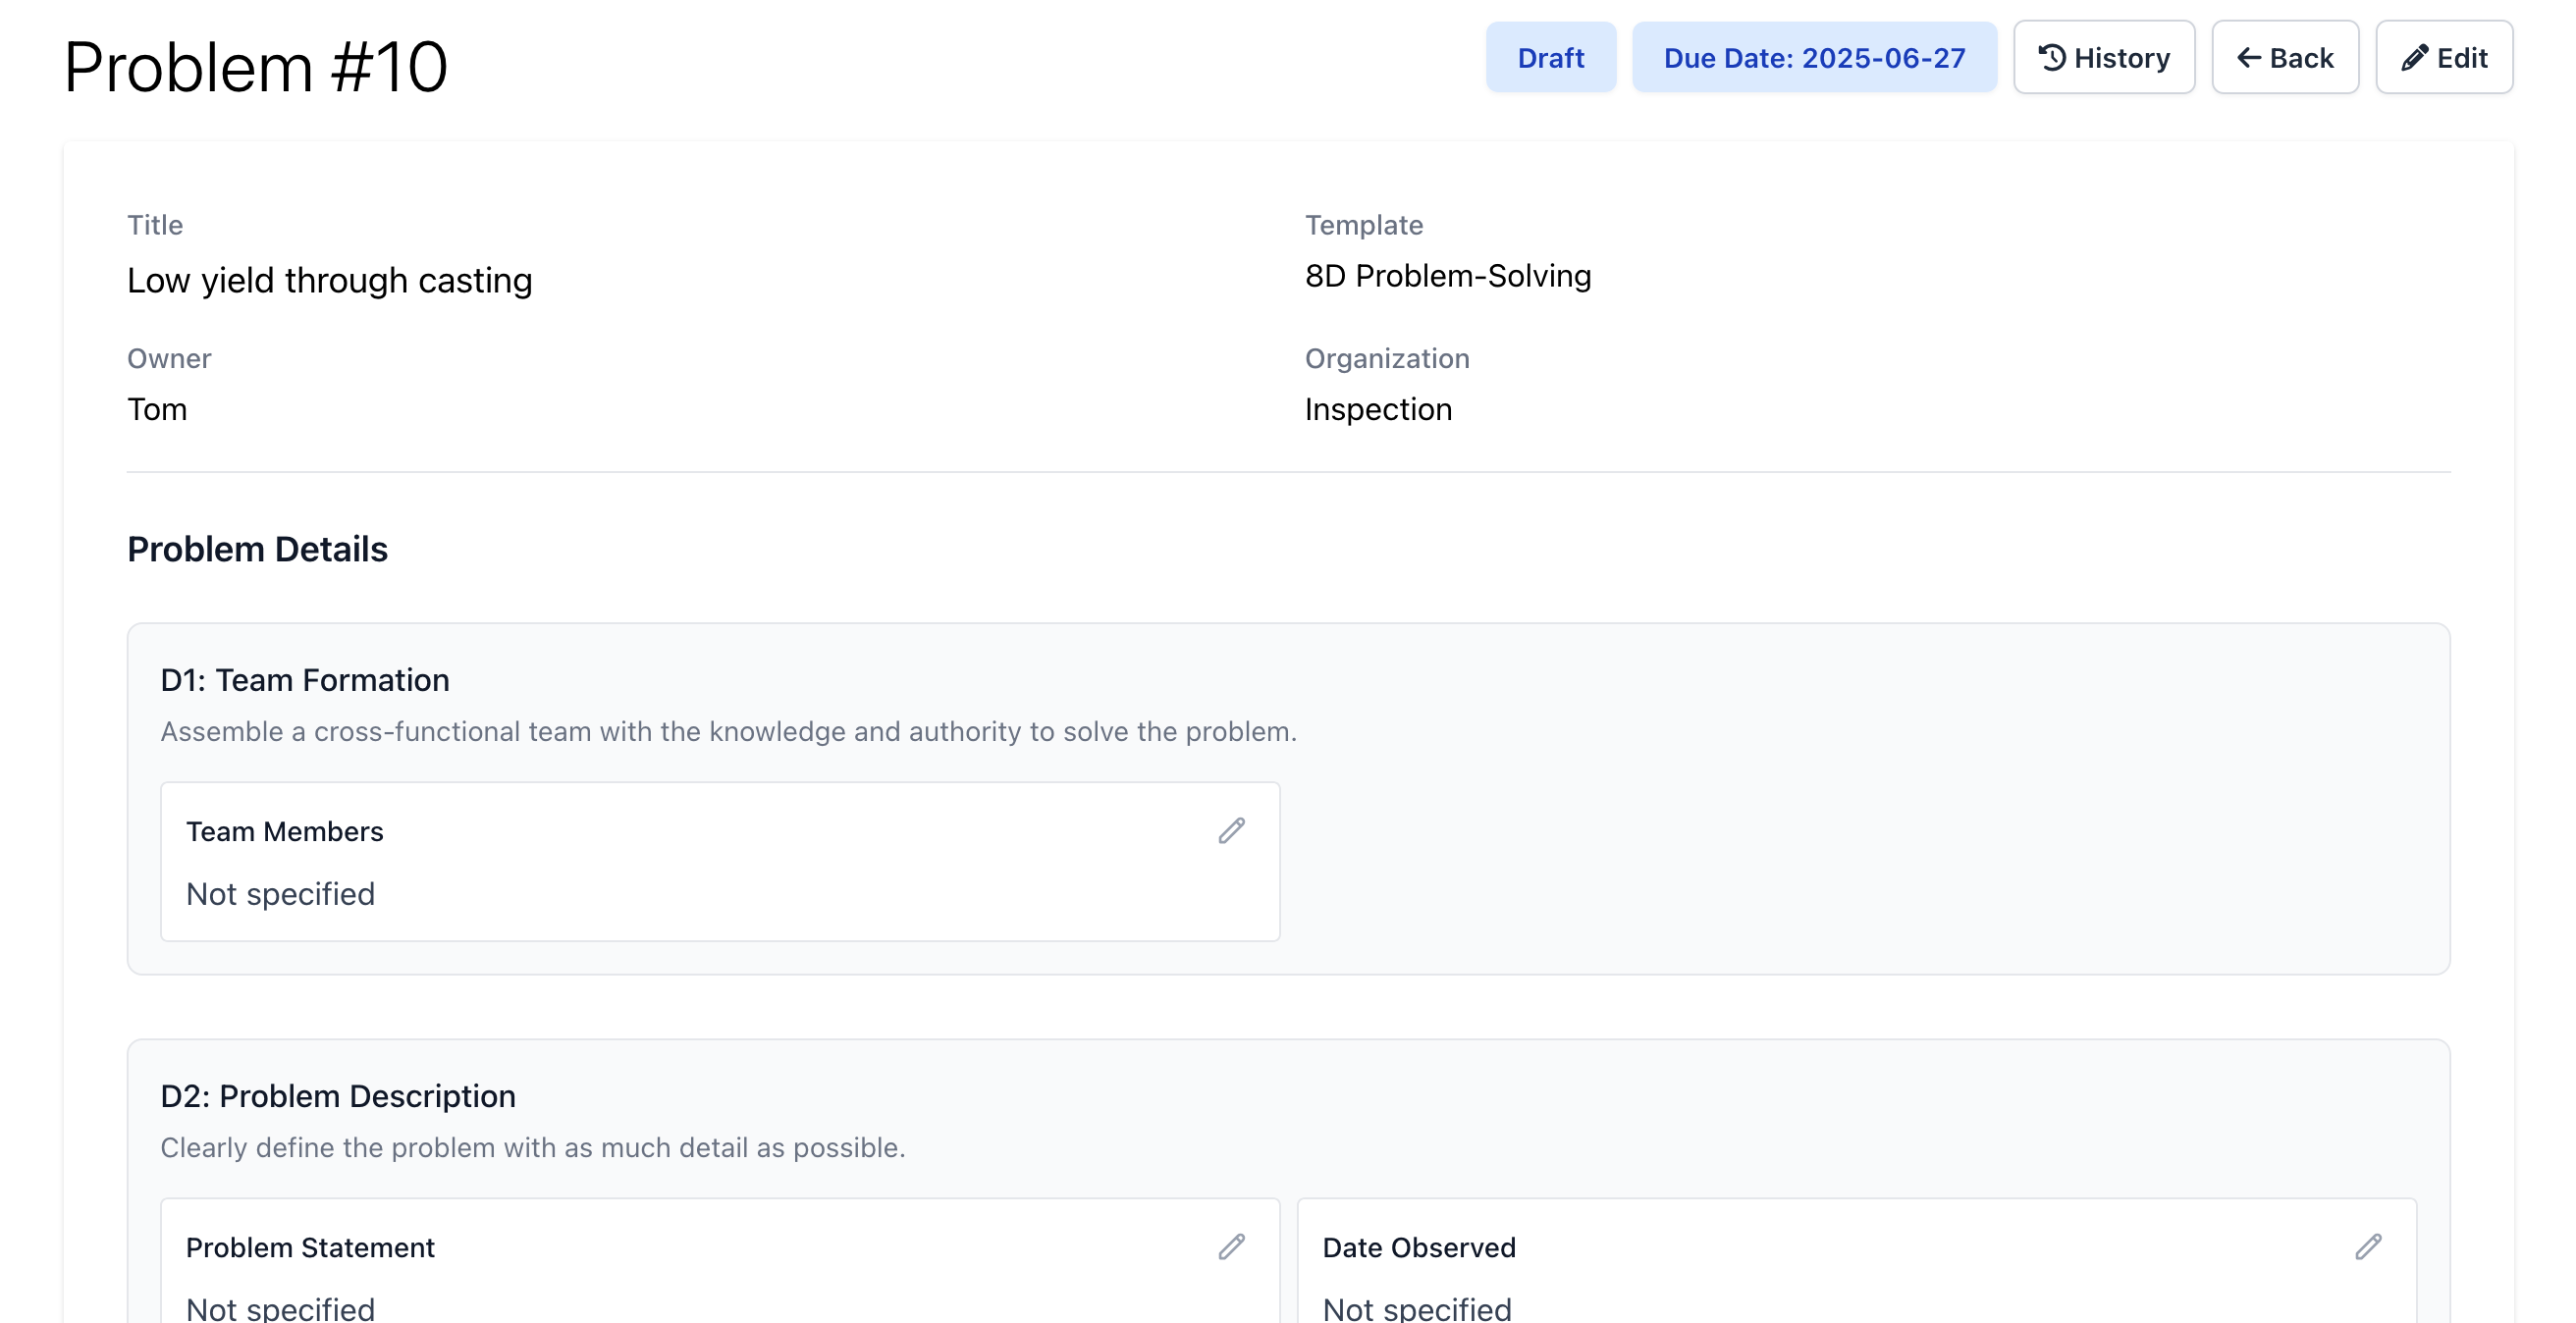 Problem #10
Draft
Due Date: 2025-06-27
History
Back
Edit
Title
Low yield through casting
Template
8D Problem-Solving
Owner
Tom
Organization
Inspection
Problem Details
D1: Team Formation
Assemble a cross-functional team with the knowledge and authority to solve the problem.
Team Members
Not specified
D2: Problem Description
Clearly define the problem with as much detail as possible.
Problem Statement
Not specified
Date Observed
Not specified